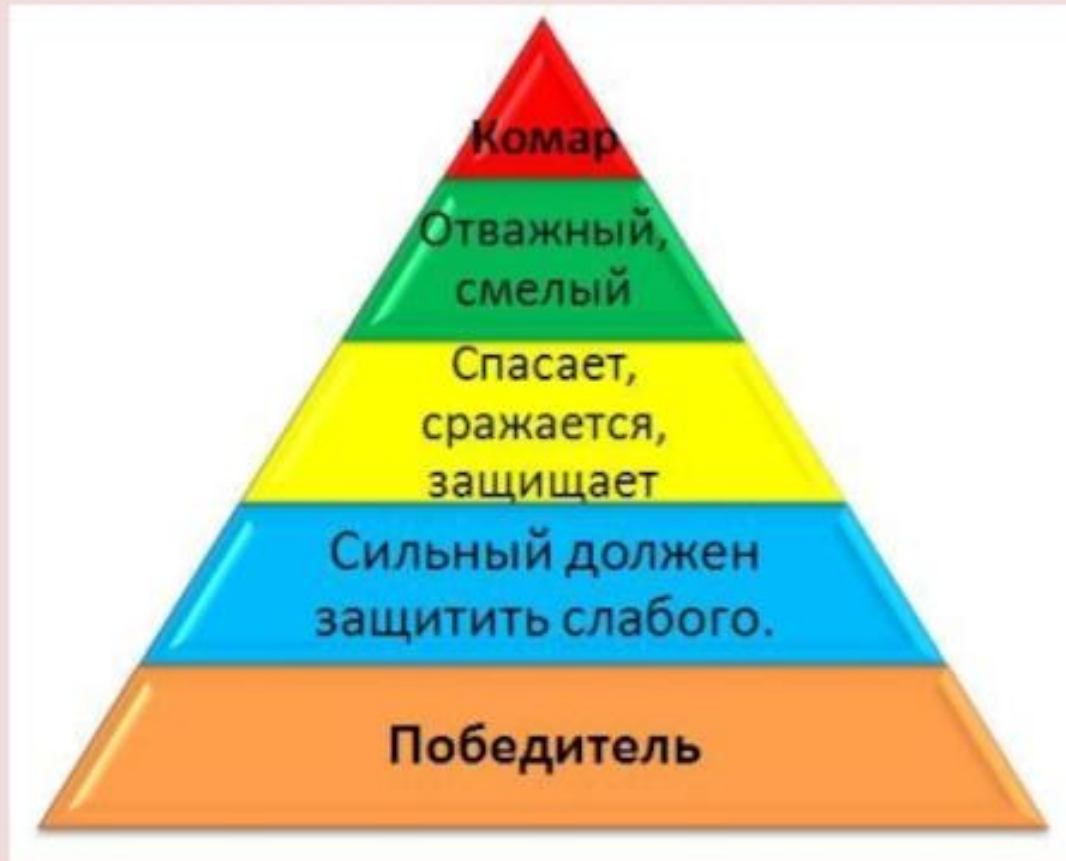 Комар
Отважный,
смелый
Спасает,
сражается,
защищает
Сильный должен
защитить слабого.
Победитель